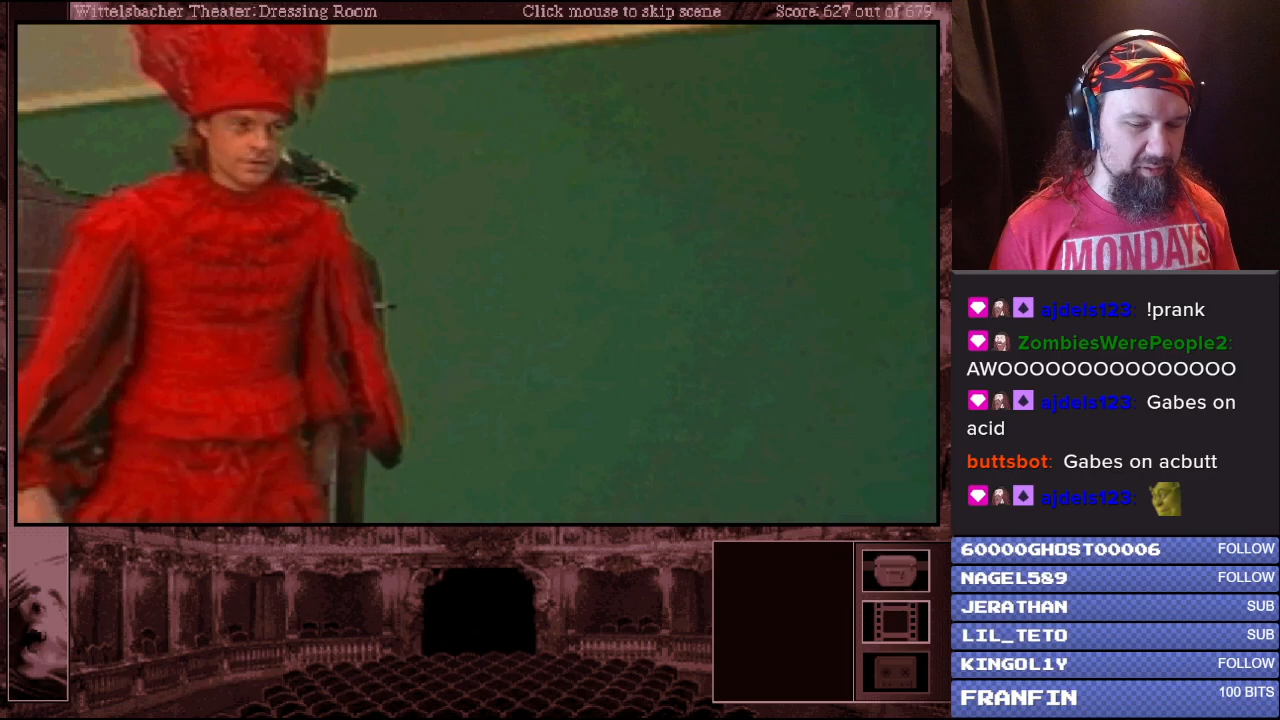 Wittelsbacher Theater: Dressing Room
Click mouse to skip scene
Score: 627 out of 679
MONDAYS
ajdels123: !prank
ZombiesWerePeople2:
AWOOOOOOOOOOOOOOO
ajdels123: Gabes on
acid
buttsbot: Gabes on acbutt
ajdels123:
60000GHOST00006 FOLLOW
NAGEL589 FOLLOW
JERATHAN SUB
LIL_TETO SUB
KINGOL1Y FOLLOW
FRANFIN 100 BITS